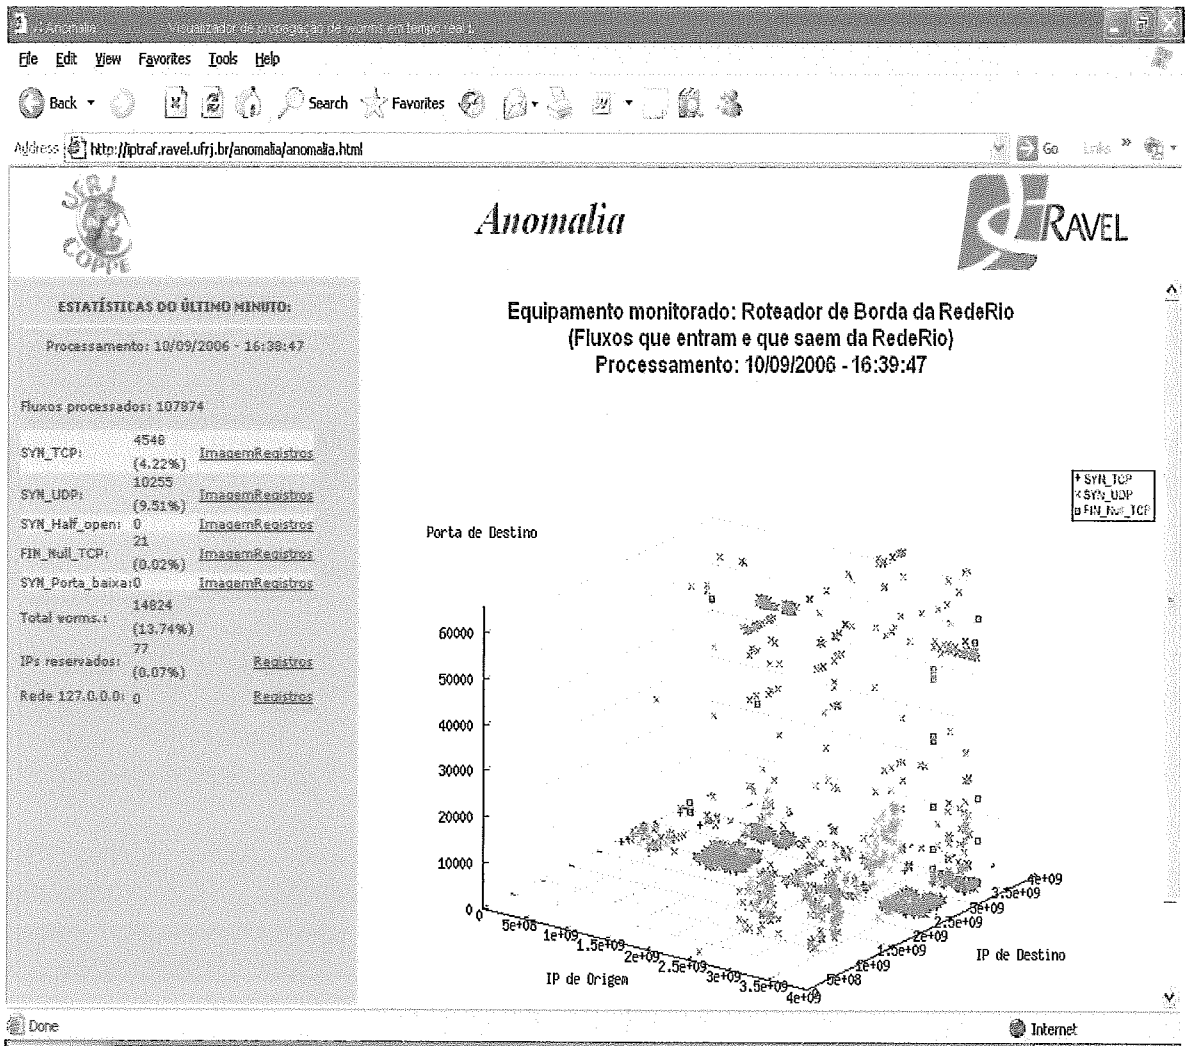 Anomalia Visualizador de propagação de worms em tempo real
File Edit View Favorites Tools Help
Back Search Favorites
Address http://iptraf.ravel.ufrj.br/anomalia/anomalia.html Go Links »
UFRJ
COPPE
Anomalia
RAVEL
ESTATÍSTICAS DO ÚLTIMO MINUTO:
Processamento: 10/09/2006 - 16:39:47
Fluxos processados: 107874
SYN_TCP: 4548 (4.22%) ImagemRegistros
SYN_UDP: 10255 (9.51%) ImagemRegistros
SYN_Half_open: 0 ImagemRegistros
FIN_Null_TCP: 21 (0.02%) ImagemRegistros
SYN_Porta_baixa:0 ImagemRegistros
Total worms.: 14824 (13.74%)
IPs reservados: 77 (0.07%) Registros
Rede 127.0.0.0: 0 Registros
Equipamento monitorado: Roteador de Borda da RedeRio
(Fluxos que entram e que saem da RedeRio)
Processamento: 10/09/2006 - 16:39:47
SYN_TCP
SYN_UDP
FIN_Null_TCP
Porta de Destino
60000
50000
40000
30000
20000
10000
0
0 5e+08 1e+09 1.5e+09 2e+09 2.5e+09 3e+09 3.5e+09 4e+09
IP de Origem
0 5e+08 1e+09 1.5e+09 2e+09 2.5e+09 3e+09 3.5e+09 4e+09
IP de Destino
Done Internet